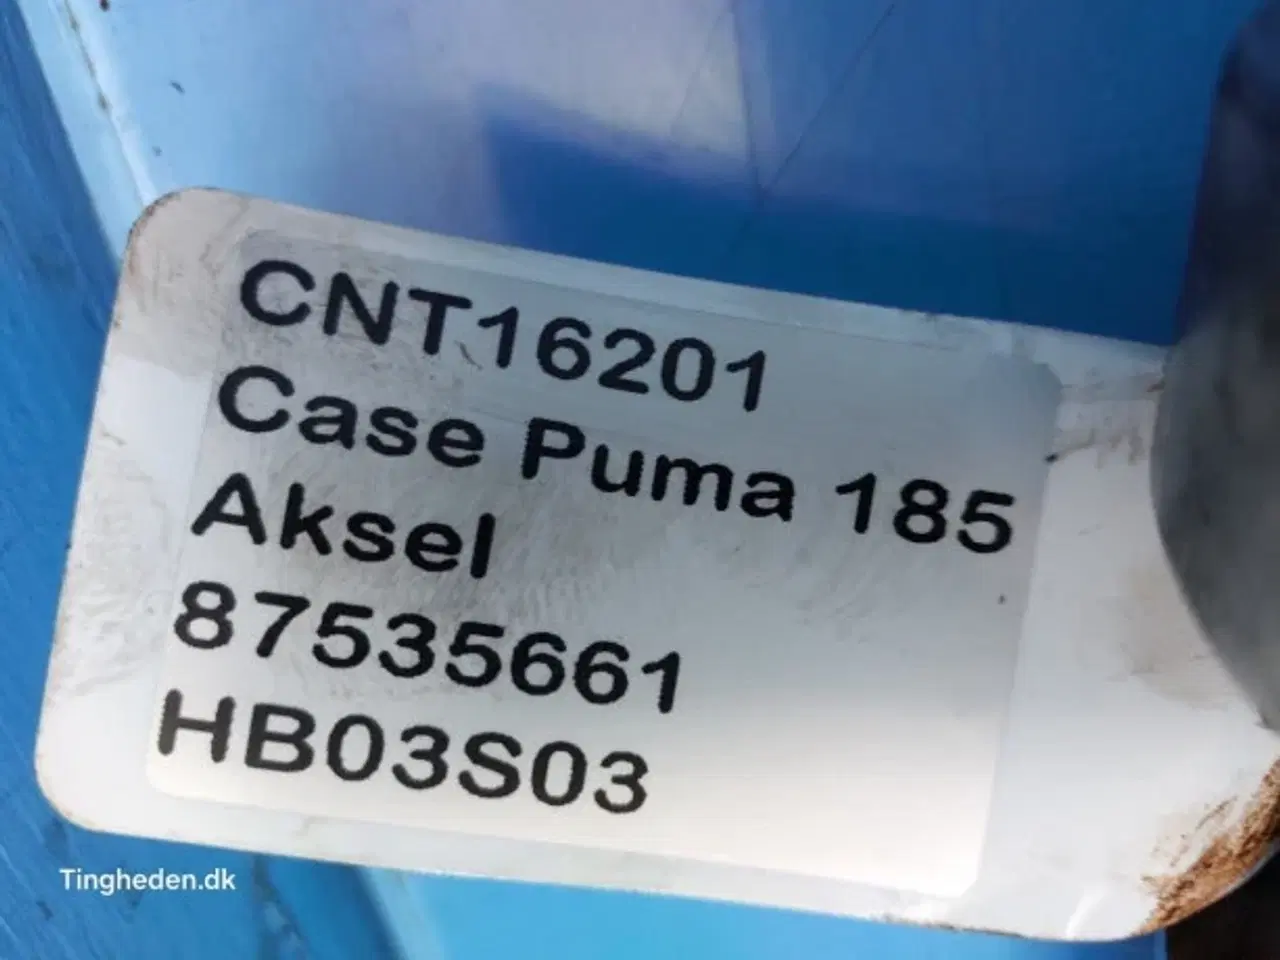 CNT16201
Case Puma 185
Aksel
87535661
HB03S03
Tingheden.dk